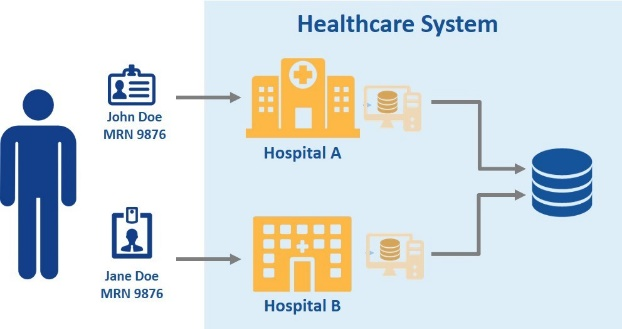 Healthcare System
John Doe
MRN 9876
Hospital A
Jane Doe
MRN 9876
Hospital B